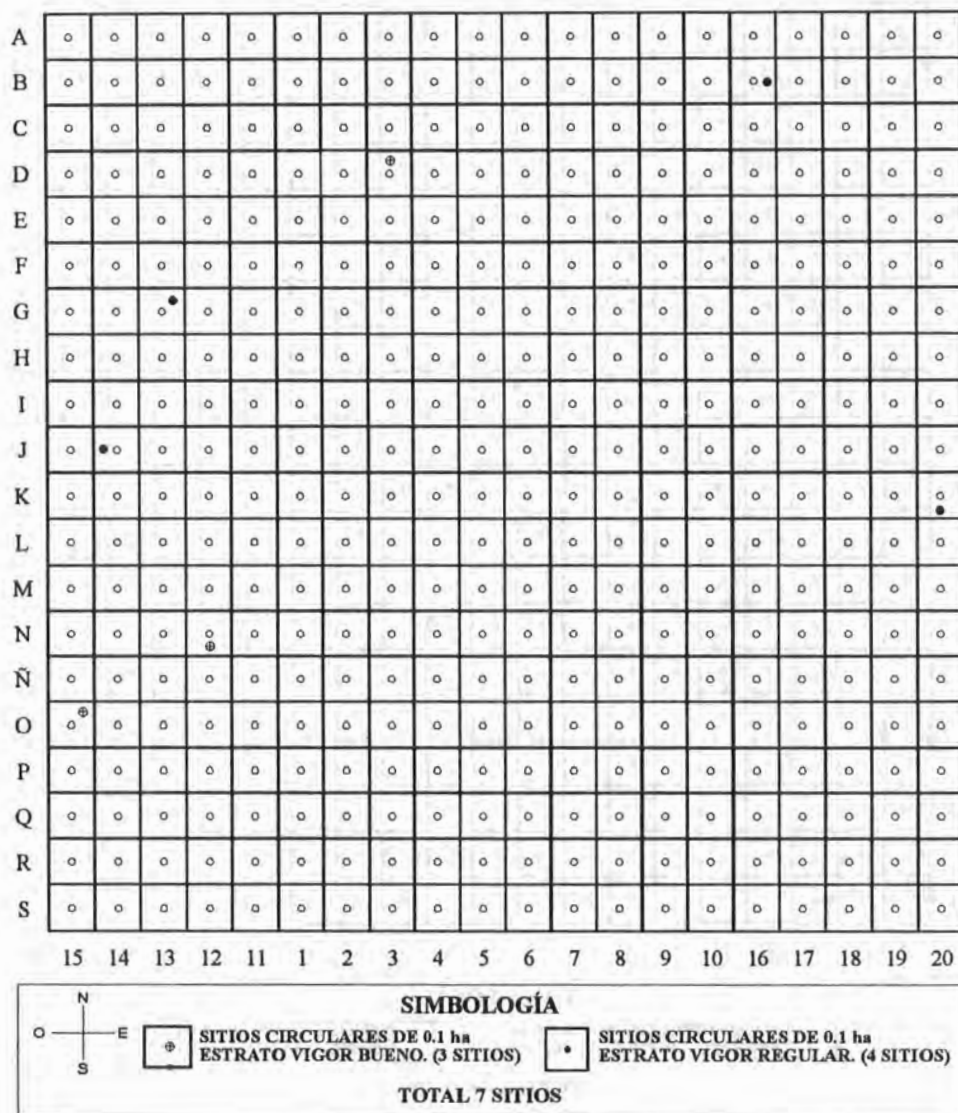 A
B
C
D
E
F
G
H
I
J
K
L
M
N
Ñ
O
P
Q
R
S
15 14 13 12 11 1 2 3 4 5 6 7 8 9 10 16 17 18 19 20
SIMBOLOGÍA
N
O E
S
SITIOS CIRCULARES DE 0.1 ha
ESTRATO VIGOR BUENO. (3 SITIOS)
SITIOS CIRCULARES DE 0.1 ha
ESTRATO VIGOR REGULAR. (4 SITIOS)
TOTAL 7 SITIOS